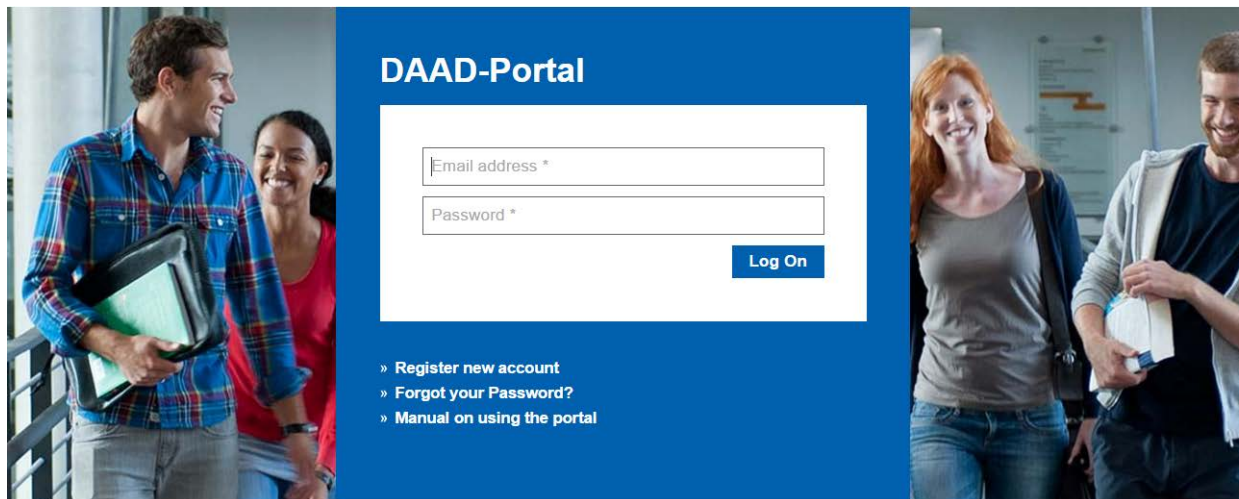 DAAD-Portal
Email address *
Password *
Log On
» Register new account
» Forgot your Password?
» Manual on using the portal